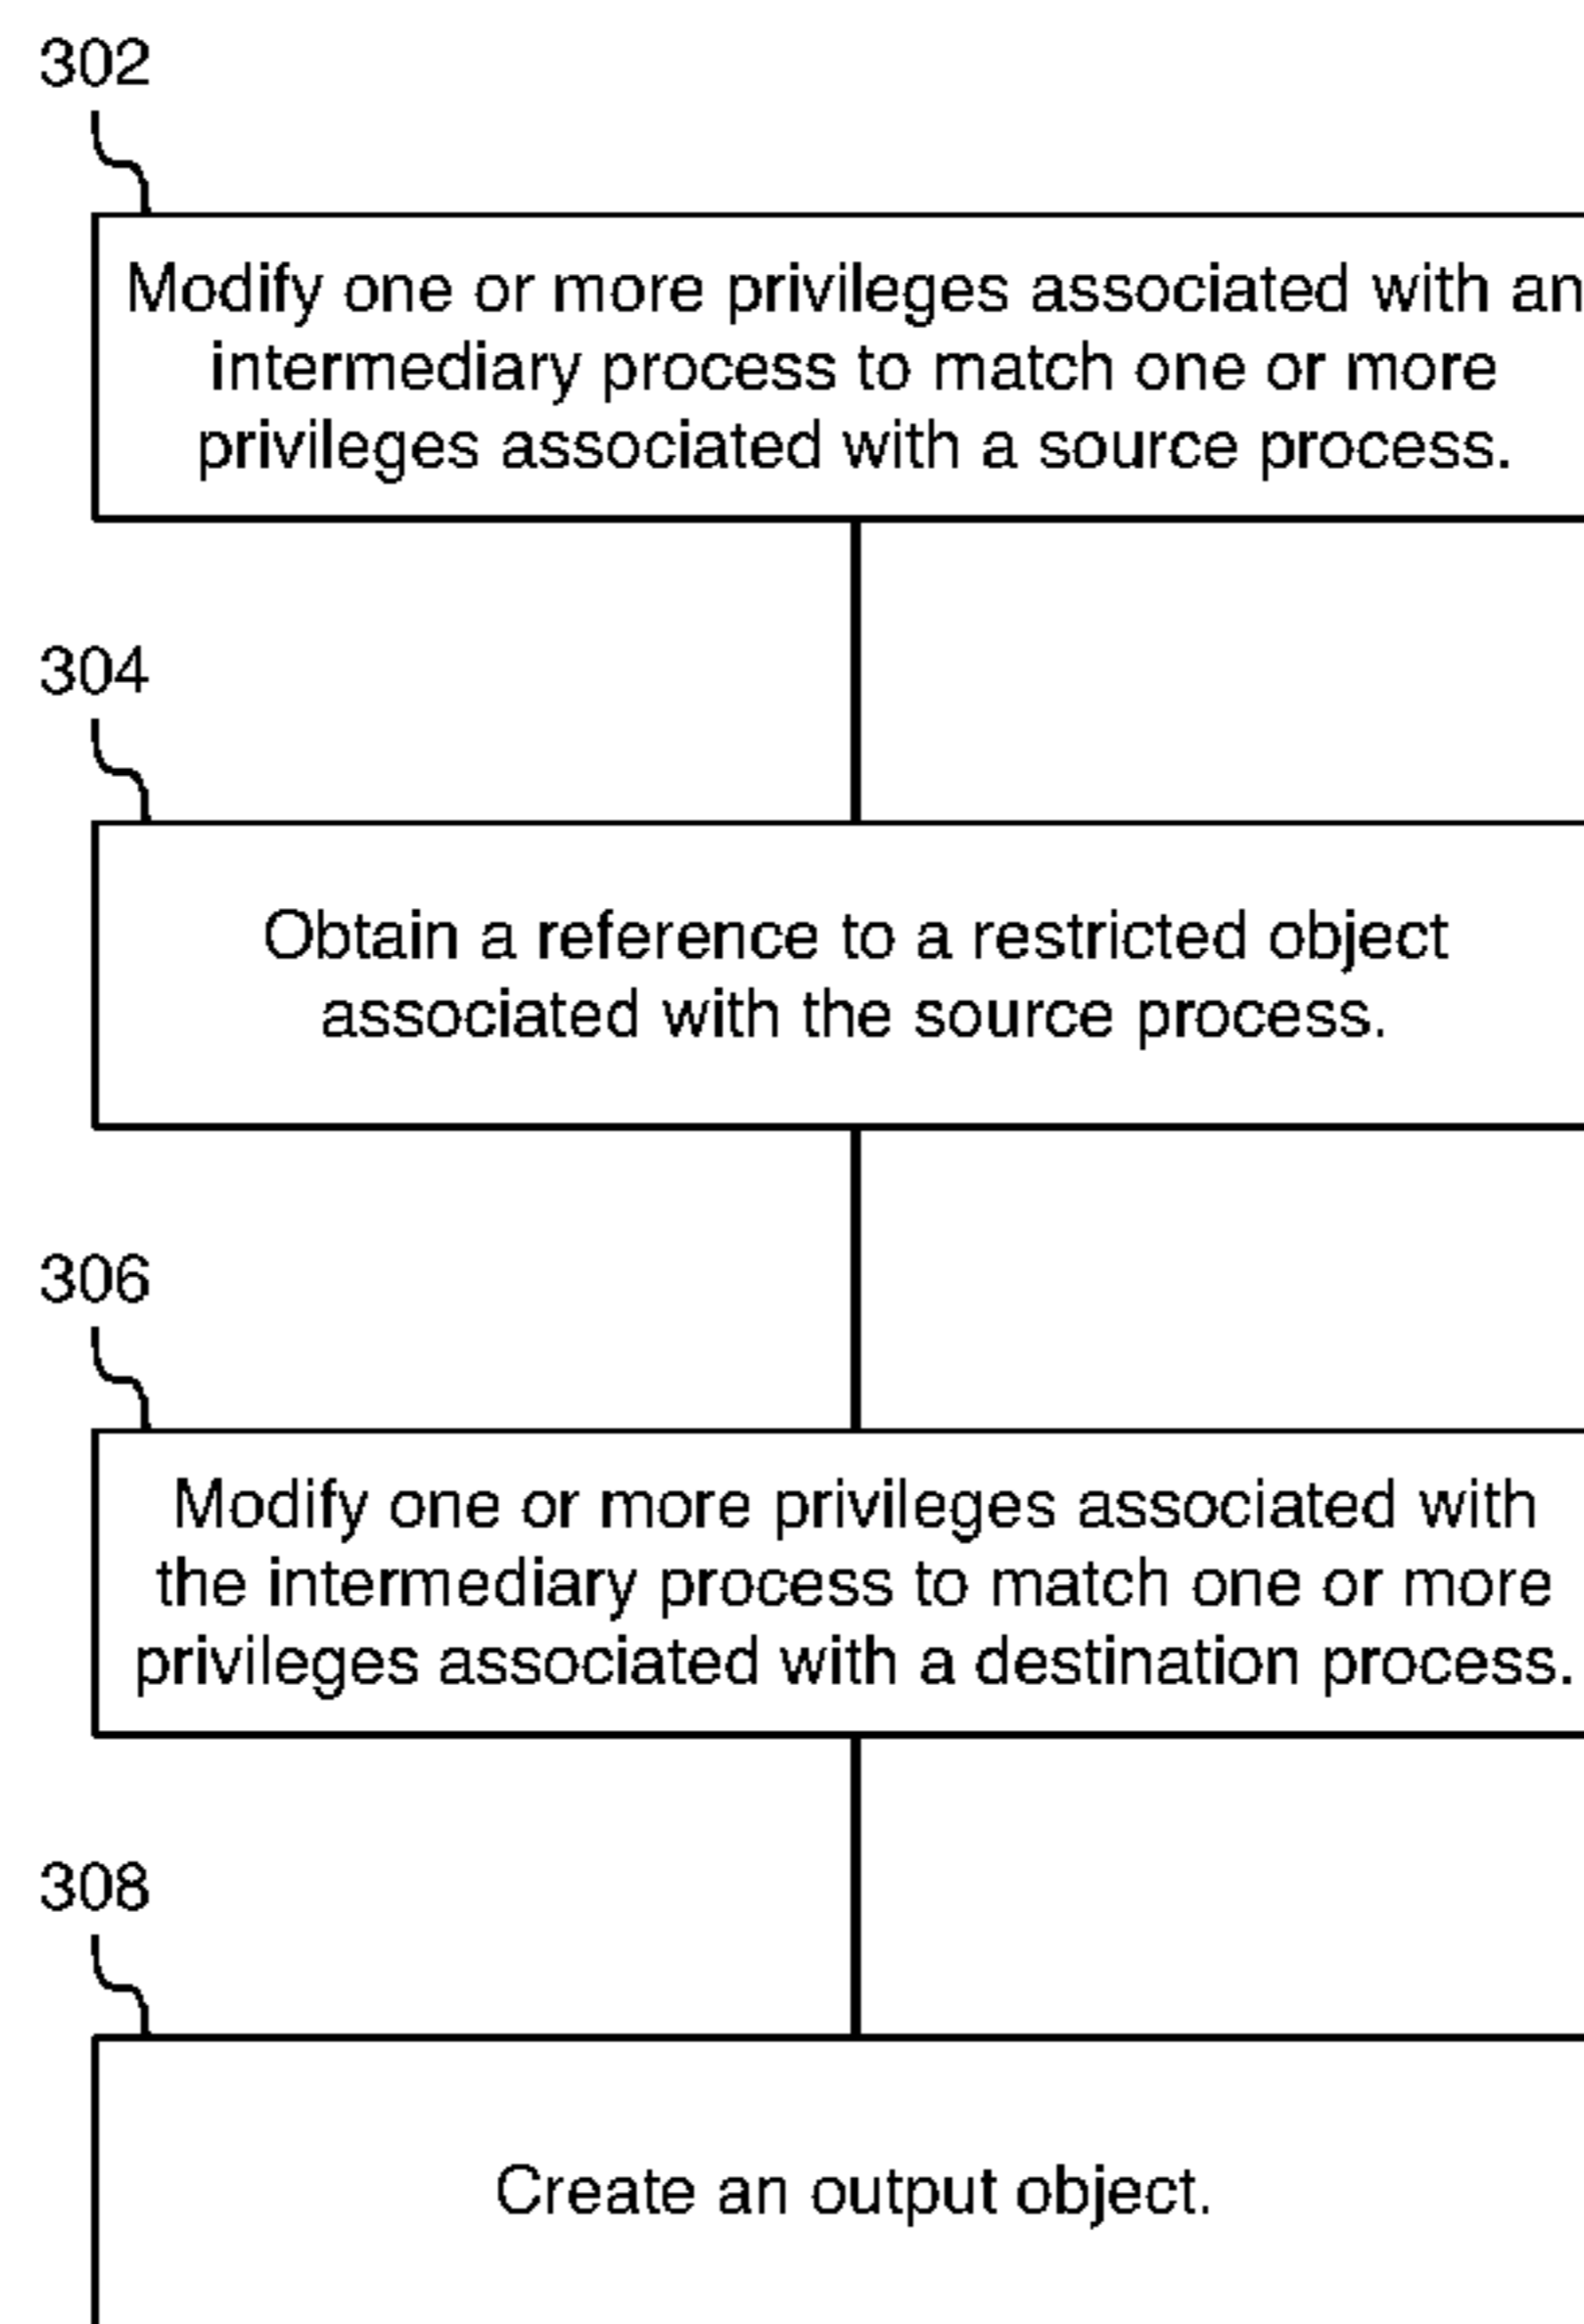 302
Modify one or more privileges associated with an
intermediary process to match one or more
privileges associated with a source process.
304
Obtain a reference to a restricted object
associated with the source process.
306
Modify one or more privileges associated with
the intermediary process to match one or more
privileges associated with a destination process.
308
Create an output object.